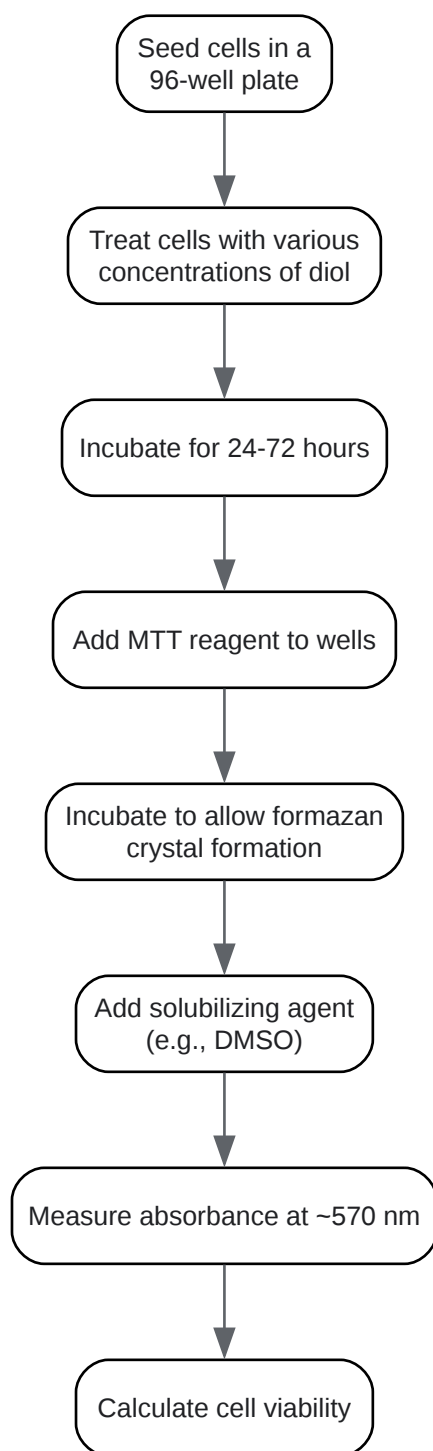 Seed cells in a
96-well plate
Treat cells with various
concentrations of diol
Incubate for 24-72 hours
Add MTT reagent to wells
Incubate to allow formazan
crystal formation
Add solubilizing agent
(e.g., DMSO)
Measure absorbance at ~570 nm
Calculate cell viability